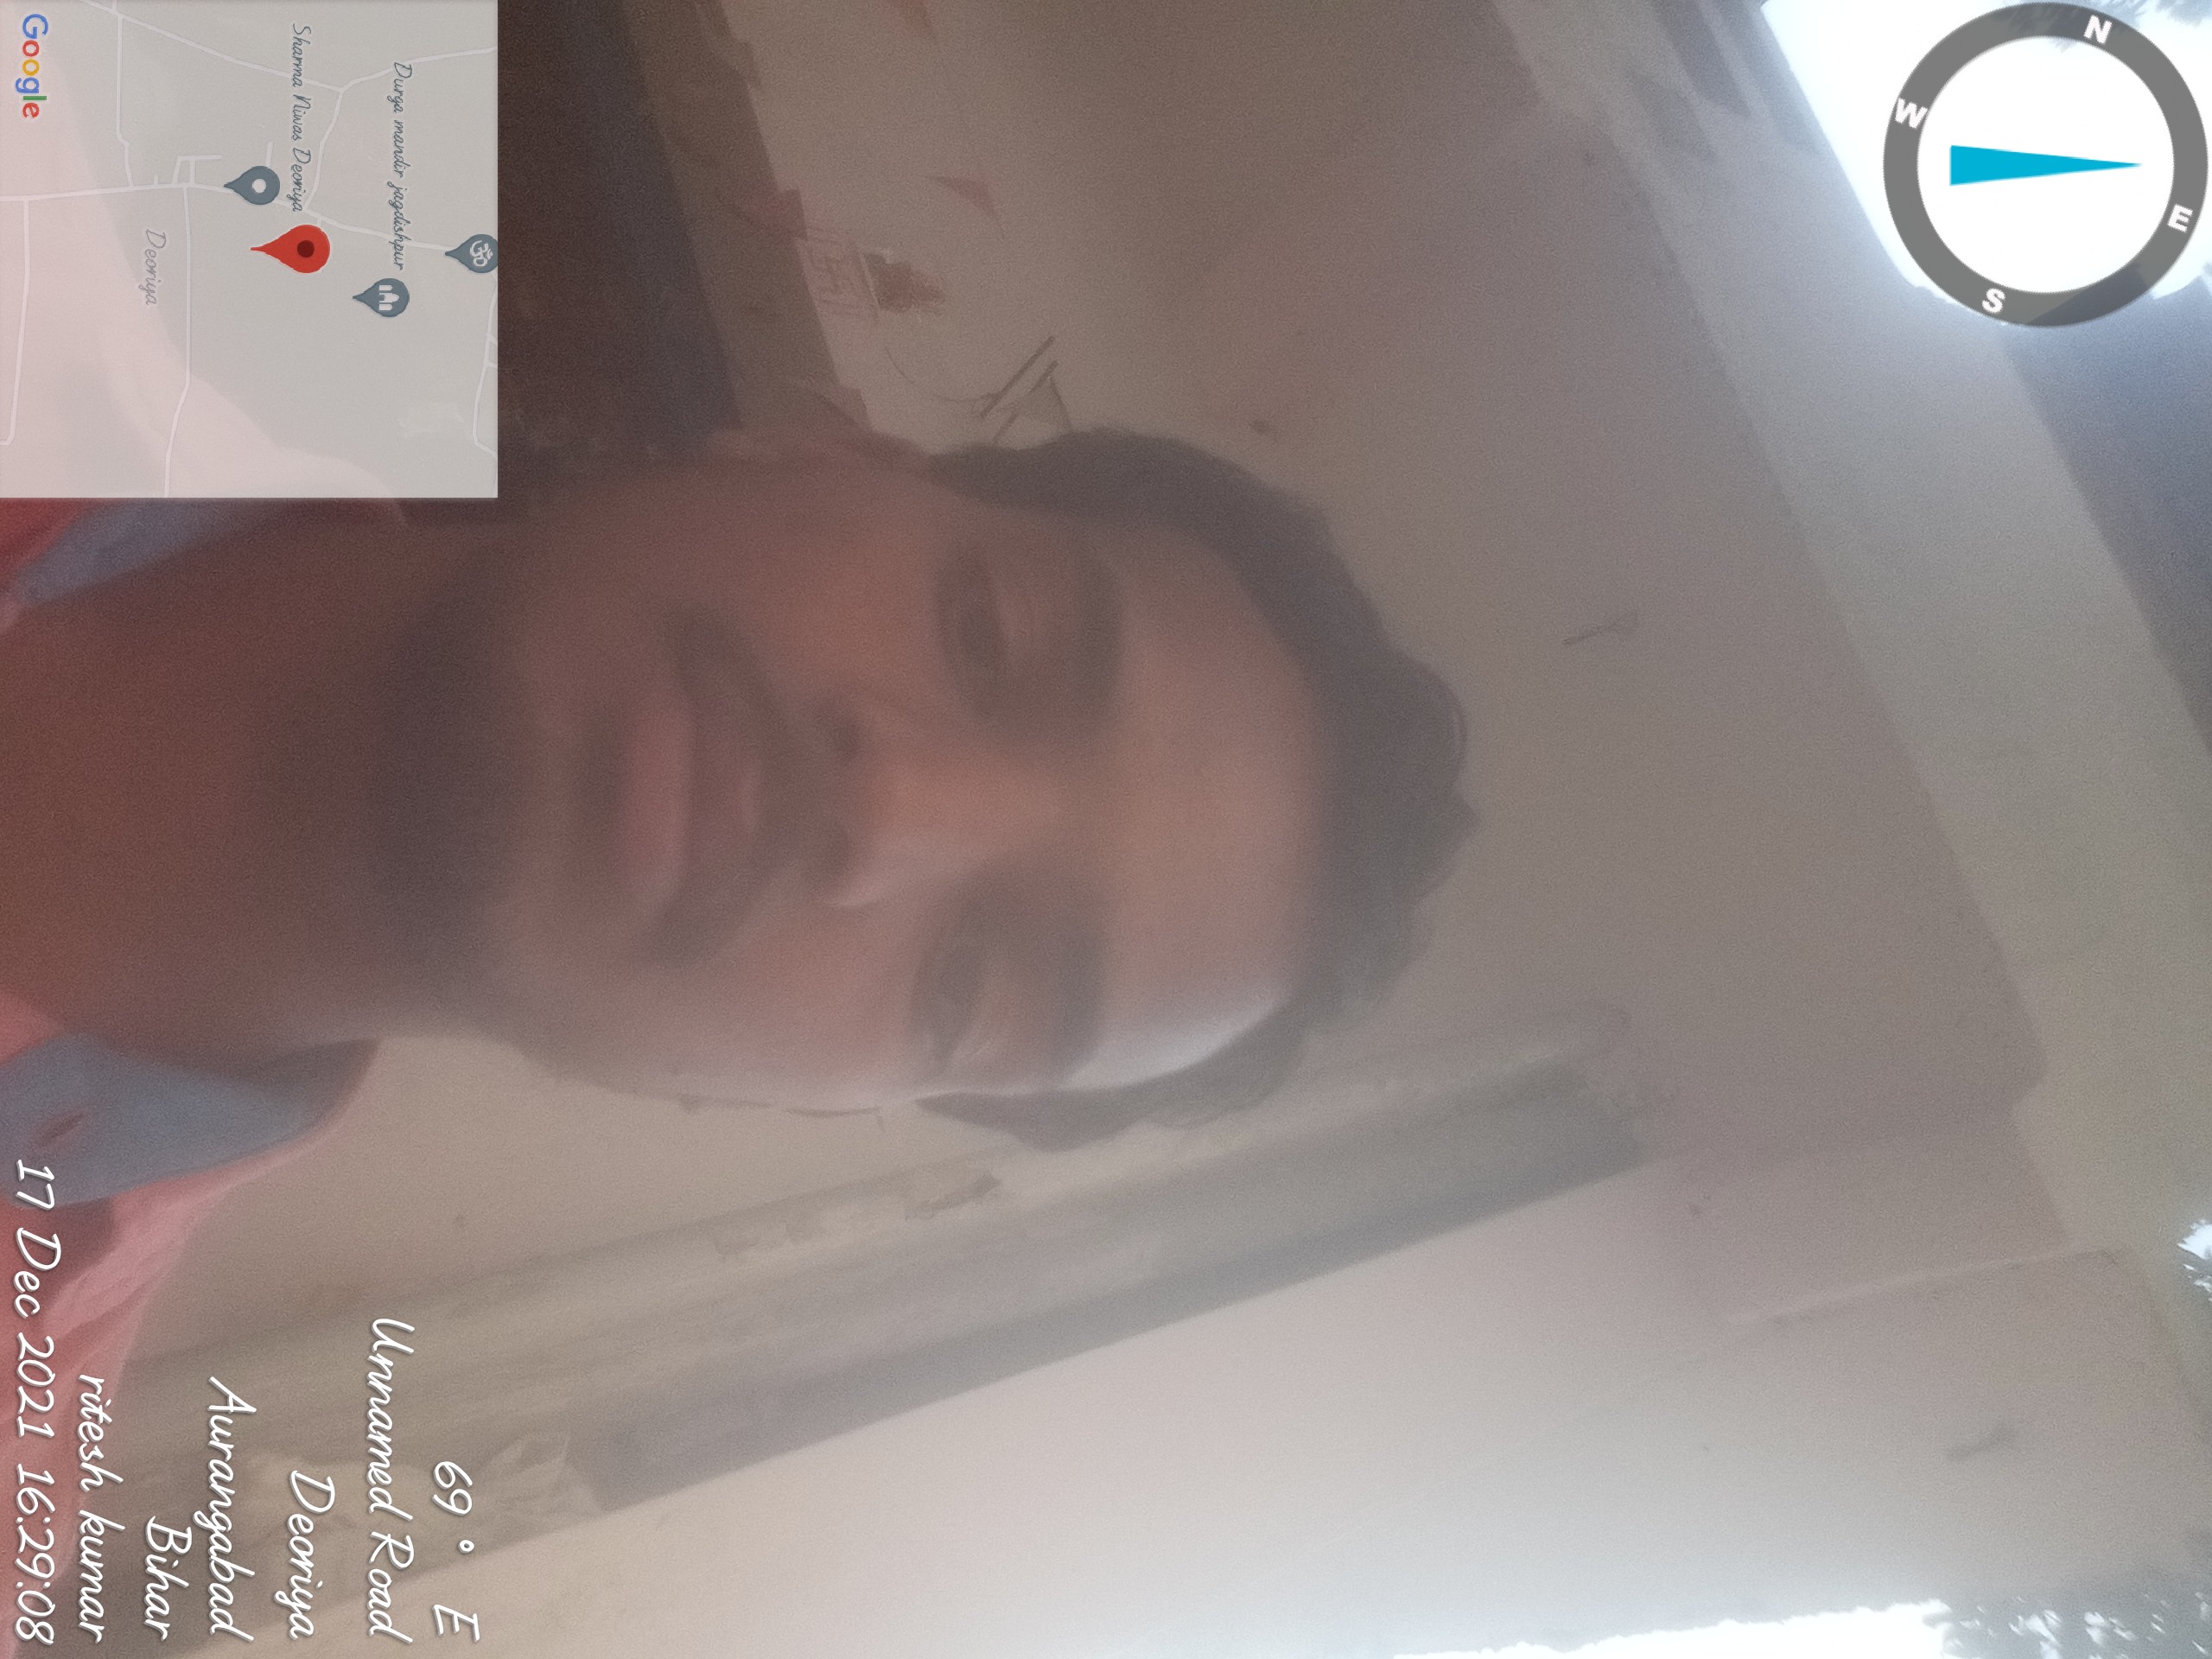 E
N
S
W
ॐ
Durga mandir jagdishpur
Sharma Niwas Deoriya
Deoriya
Google
69° E
Unnamed Road
Deoriya
Aurangabad
Bihar
ritesh kumar
17 Dec 2021 16:29:08